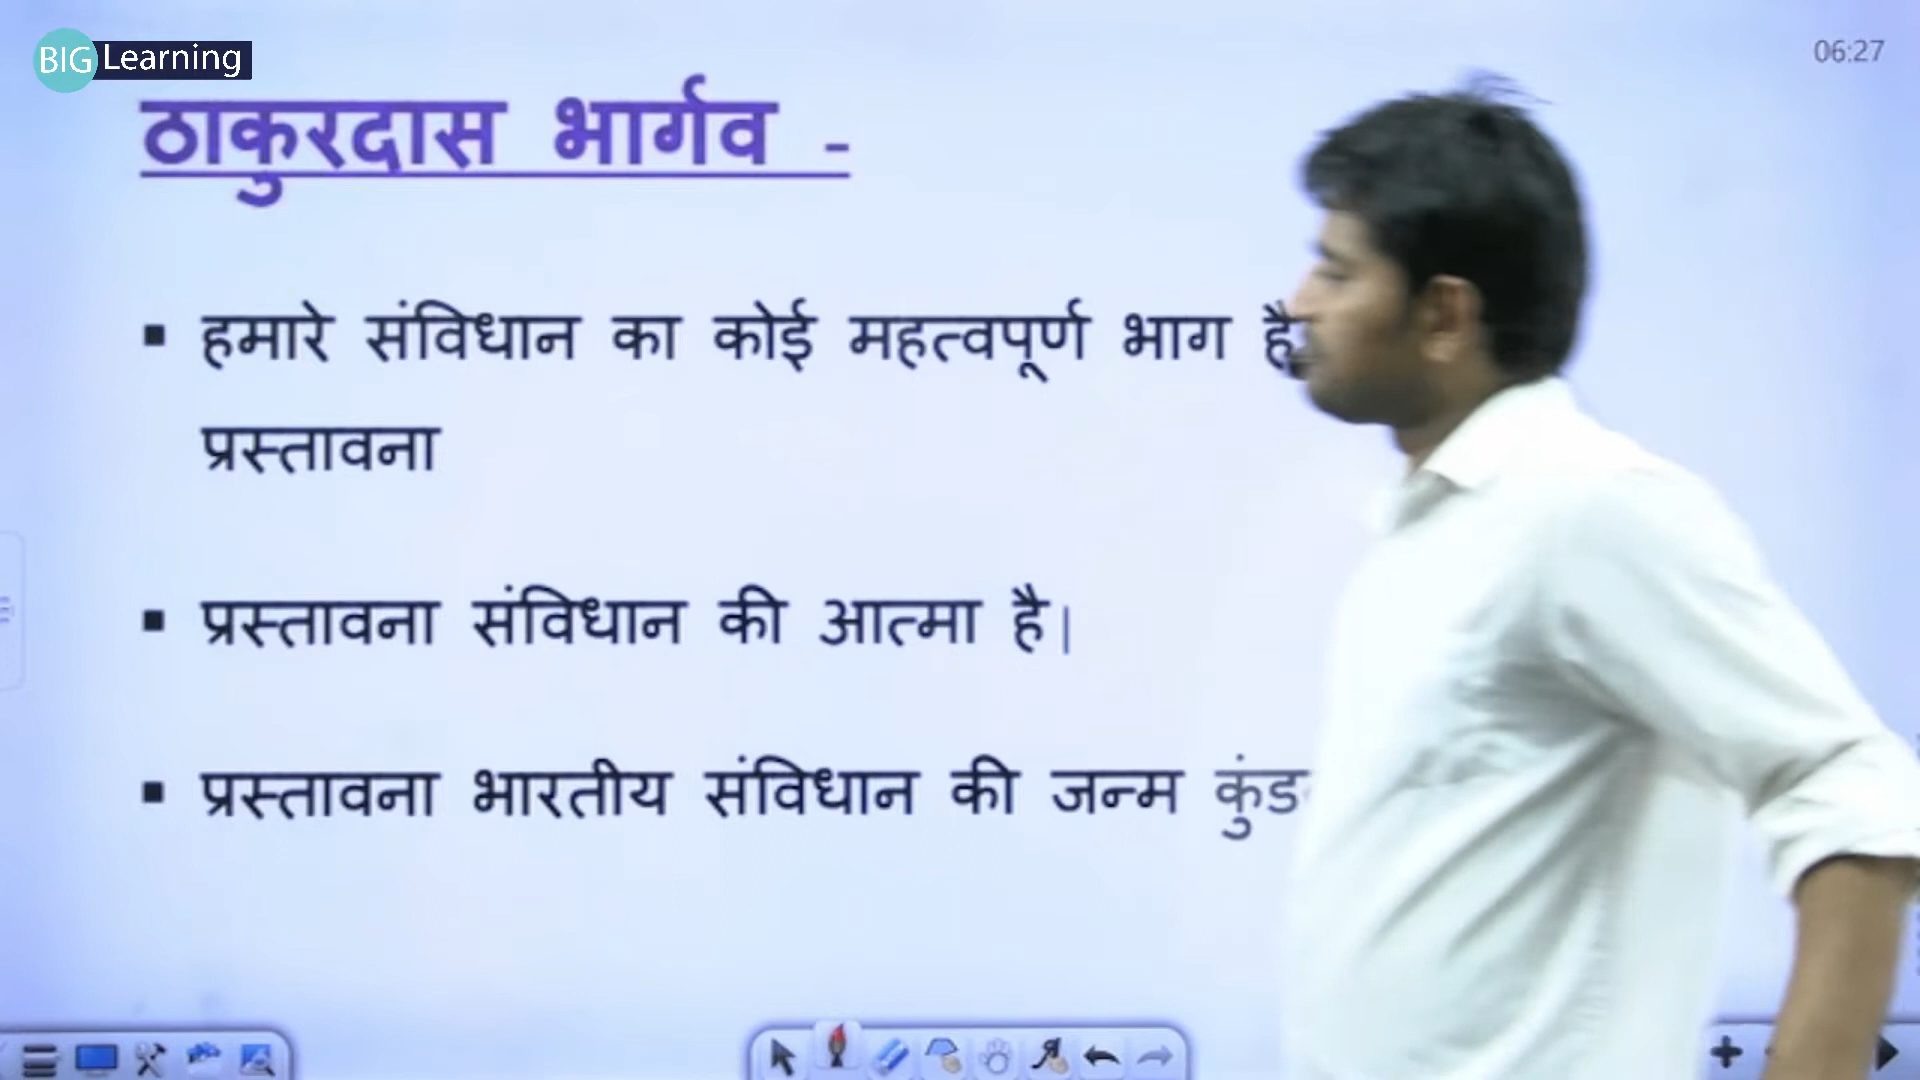 BIG Learning
06:27
ठाकुरदास भार्गव -
▪ हमारे संविधान का कोई महत्वपूर्ण भाग है
प्रस्तावना
▪ प्रस्तावना संविधान की आत्मा है|
▪ प्रस्तावना भारतीय संविधान की जन्म